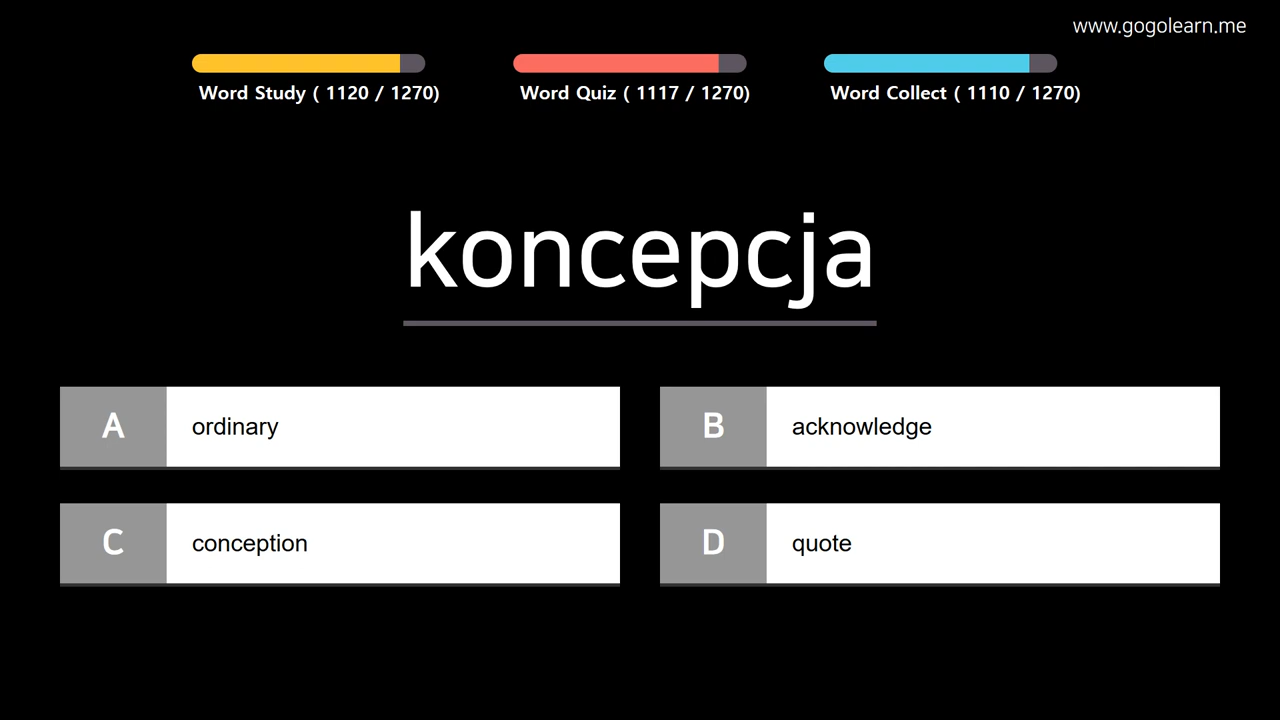 www.gogolearn.me
Word Study ( 1120 / 1270)
Word Quiz ( 1117 / 1270)
Word Collect ( 1110 / 1270)
koncepcja
A ordinary
B acknowledge
C conception
D quote